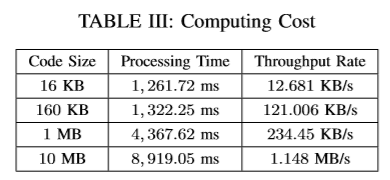 TABLE III: Computing Cost
Code Size Processing Time Throughput Rate
16 KB 1, 261.72 ms 12.681 KB/s
160 KB 1, 322.25 ms 121.006 KB/s
1 MB 4, 367.62 ms 234.45 KB/s
10 MB 8, 919.05 ms 1.148 MB/s